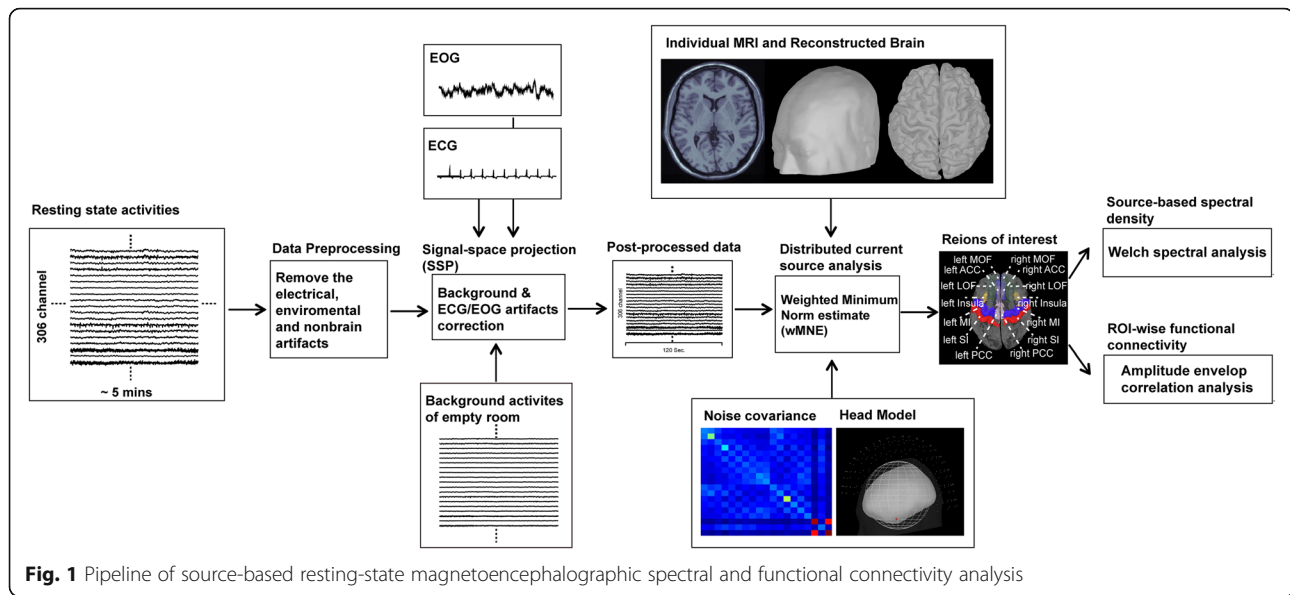 EOG
ECG
Individual MRI and Reconstructed Brain
Resting state activities
306 channel
~ 5 mins
Data Preprocessing
Remove the
electrical,
enviromental
and nonbrain
artifacts
Signal-space projection
(SSP)
Background &
ECG/EOG artifacts
correction
Background activites
of empty room
Post-processed data
306 channel
120 Sec.
Distributed current
source analysis
Weighted Minimum
Norm estimate
(wMNE)
Noise covariance
Head Model
Reions of interest
left MOF
right MOF
left ACC
right ACC
left LOF
right LOF
left Insula
right Insula
left MI
right MI
left SI
right SI
left PCC
right PCC
Source-based spectral
density
Welch spectral analysis
ROI-wise functional
connectivity
Amplitude envelop
correlation analysis
Fig. 1 Pipeline of source-based resting-state magnetoencephalographic spectral and functional connectivity analysis